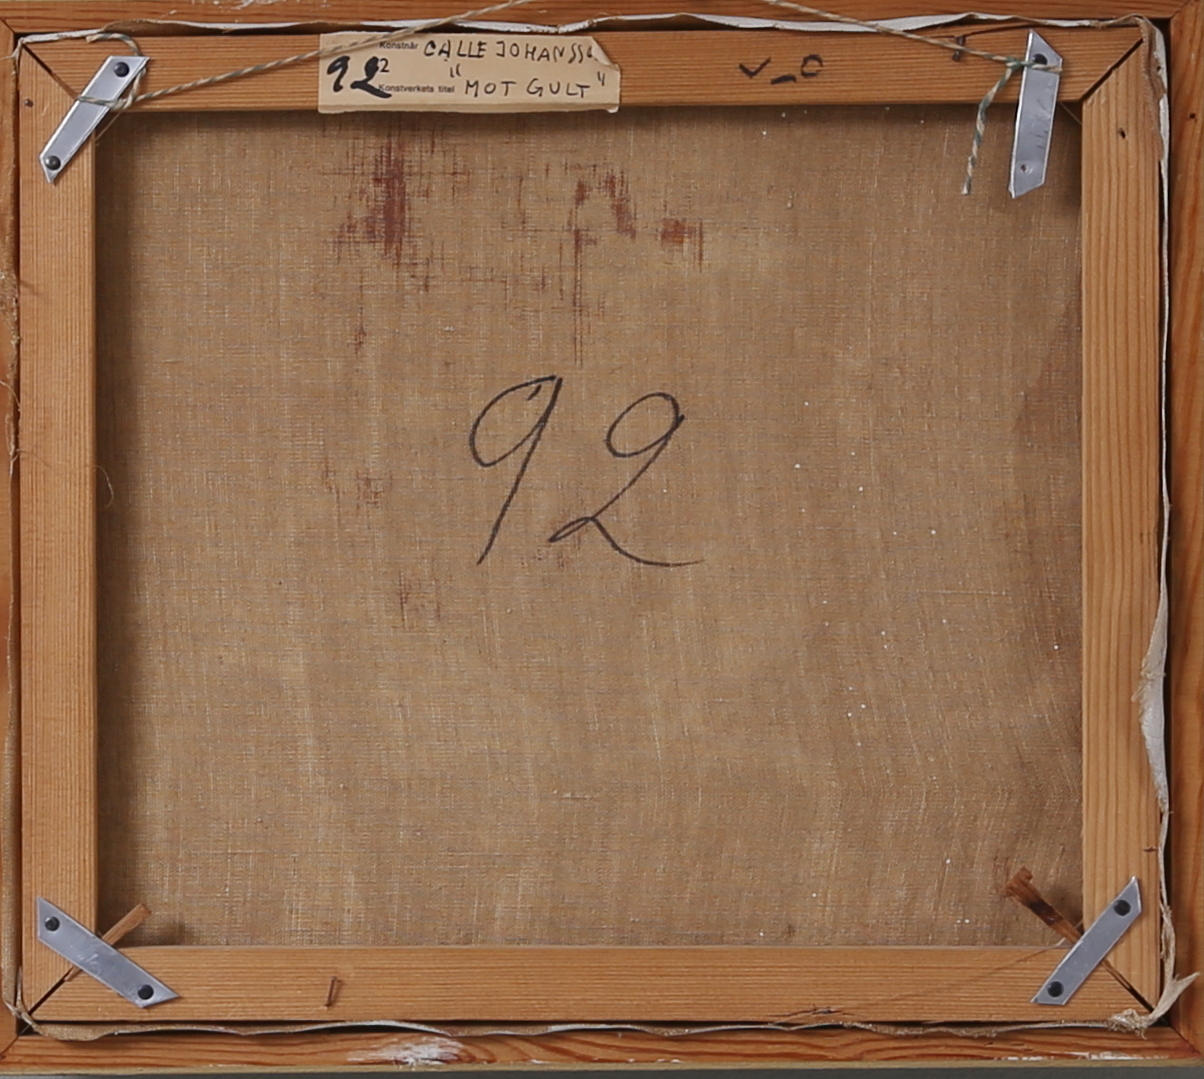 Konstnär CALLE JOHANSS
92 2 Konstverkets titel "MOT GULT"
92